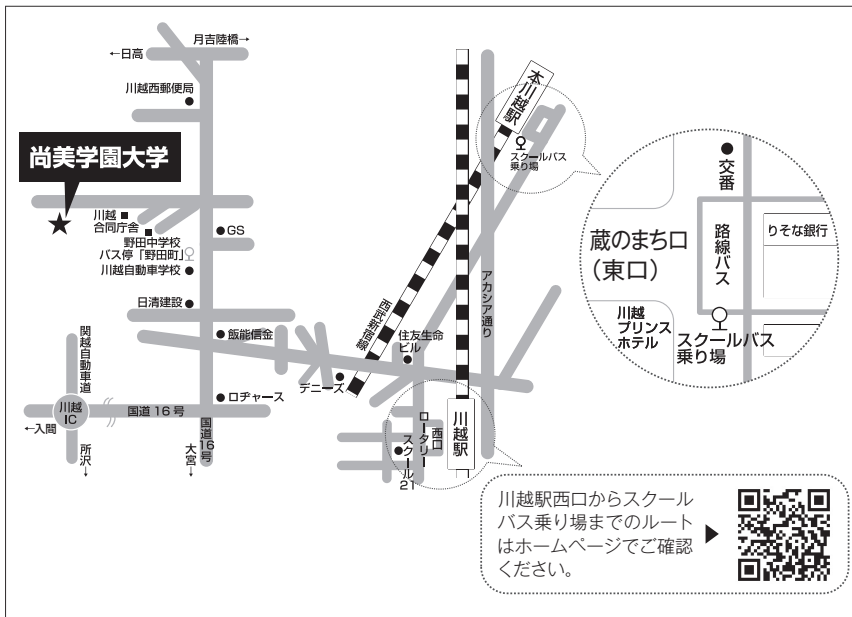 月吉陸橋→
←日高
川越西郵便局
尚美学園大学
川越
合同庁舎
野田中学校
バス停「野田町」
川越自動車学校
GS
日清建設
飯能信金
関越自動車道
川越
IC
国道 16 号
←入間
所沢→
国道16号
大宮→
ロヂャース
デニーズ
西武新宿線
住友生命
ビル
アカシア通り
本川越駅
スクールバス
乗り場
川越駅
西口
ロータリー
スクール21
交番
蔵のまち口
(東口)
路線バス
りそな銀行
川越
プリンス
ホテル
スクールバス
乗り場
川越駅西口からスクール
バス乗り場までのルート
はホームページでご確認
ください。